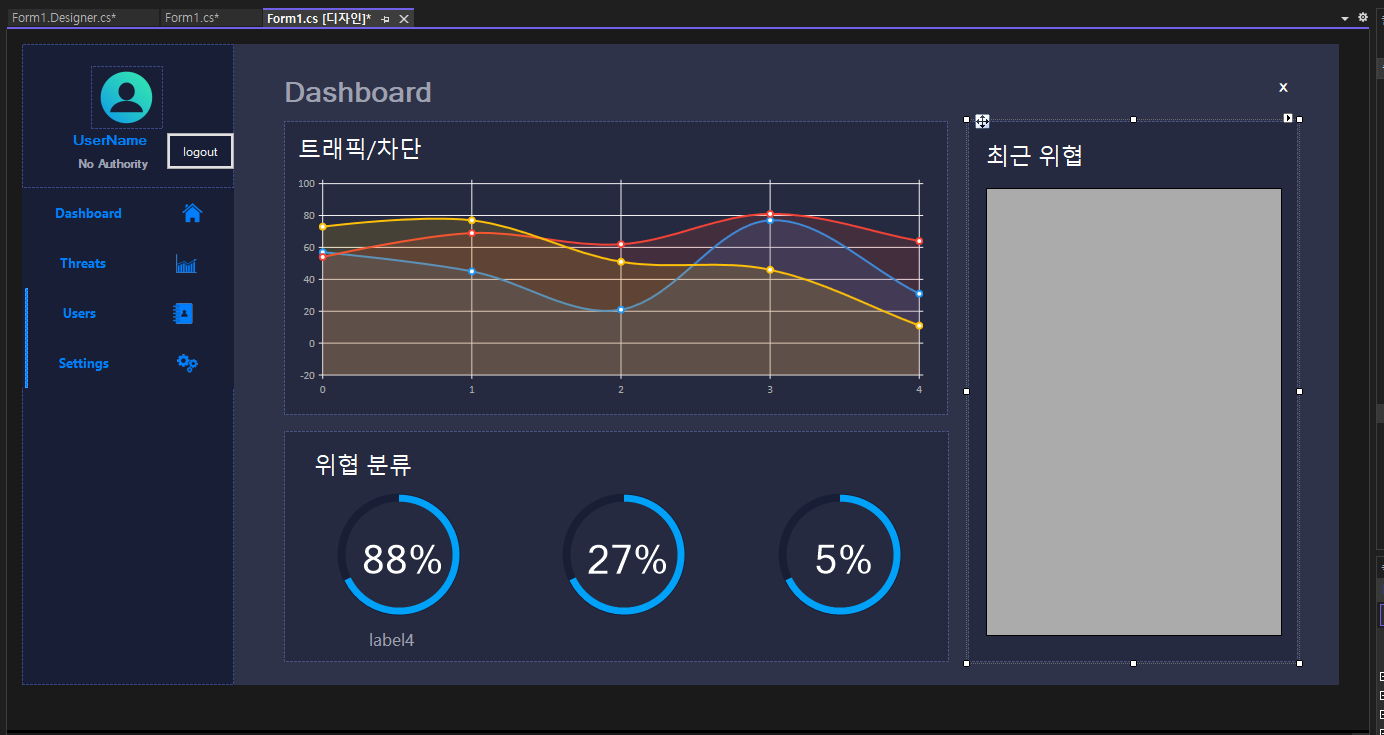 Form1.Designer.cs*
Form1.cs*
Form1.cs [디자인]*
UserName
No Authority
logout
Dashboard
Threats
Users
Settings
Dashboard
x
트래픽/차단
100
80
60
40
20
0
-20
0 1 2 3 4
위협 분류
88% 27% 5%
label4
최근 위협